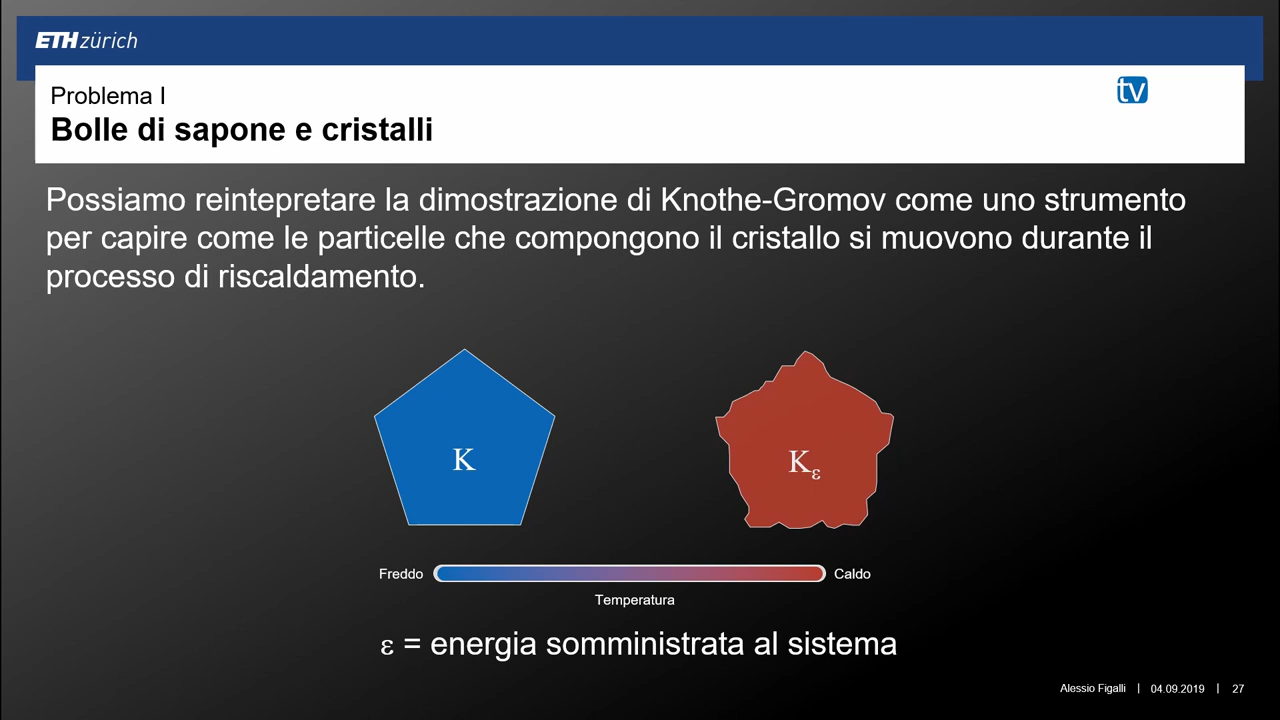 ETH zürich
Problema I
tv
Bolle di sapone e cristalli
Possiamo reintepretare la dimostrazione di Knothe-Gromov come uno strumento
per capire come le particelle che compongono il cristallo si muovono durante il
processo di riscaldamento.
K
Kε
Freddo
Caldo
Temperatura
ε = energia somministrata al sistema
Alessio Figalli | 04.09.2019 | 27